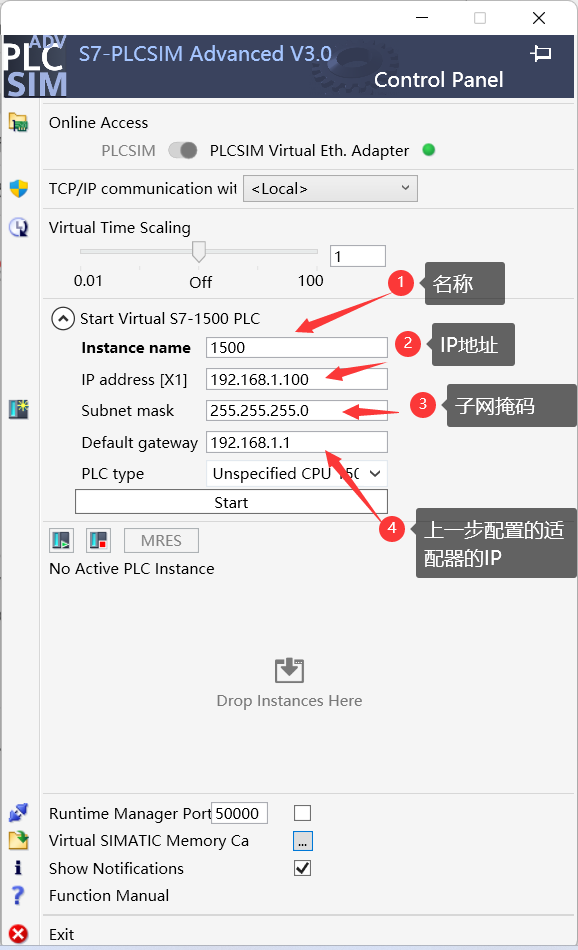 ADV
PLC
SIM
S7-PLCSIM Advanced V3.0
Control Panel
Online Access
PLCSIM
PLCSIM Virtual Eth. Adapter
TCP/IP communication wit
<Local>
Virtual Time Scaling
1
0.01
Off
100
1 名称
Start Virtual S7-1500 PLC
Instance name
1500
2 IP地址
IP address [X1]
192.168.1.100
Subnet mask
255.255.255.0
3 子网掩码
Default gateway
192.168.1.1
PLC type
Unspecified CPU 150
Start
4 上一步配置的适
配器的IP
MRES
No Active PLC Instance
Drop Instances Here
Runtime Manager Port
50000
Virtual SIMATIC Memory Ca
...
Show Notifications
Function Manual
Exit